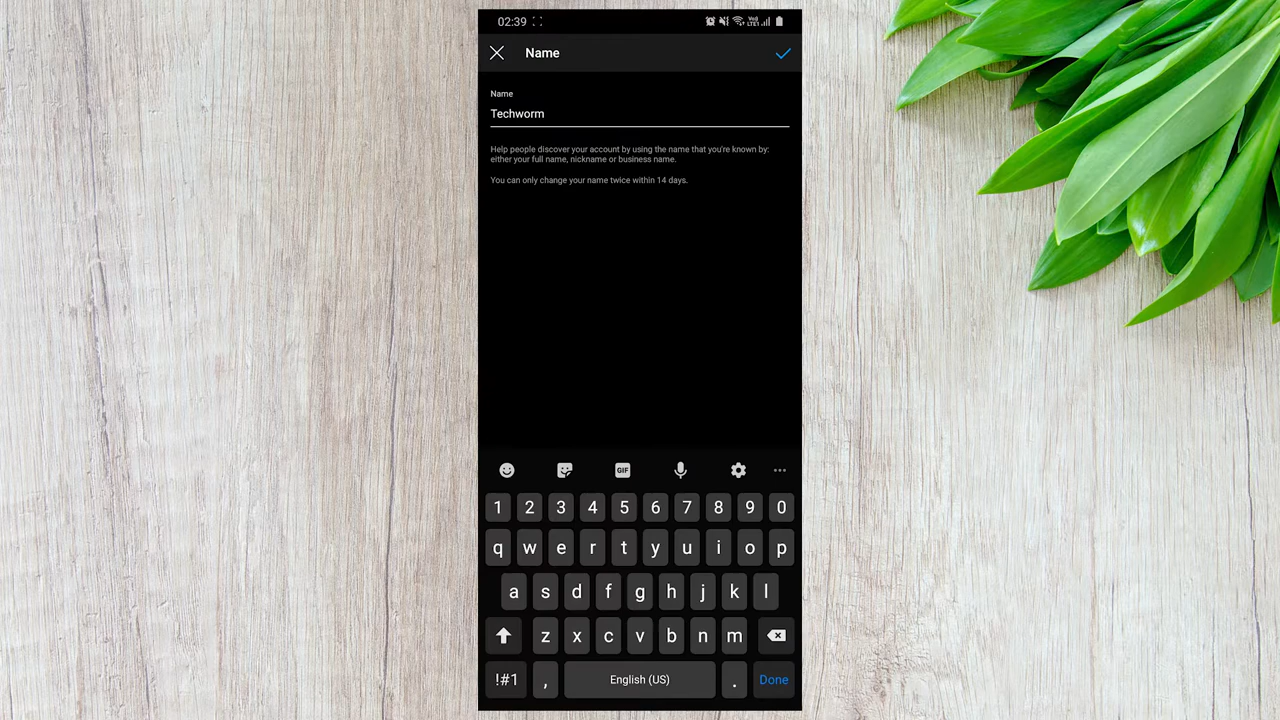 02:39
Name
Name
Techworm
Help people discover your account by using the name that you're known by:
either your full name, nickname or business name.
You can only change your name twice within 14 days.
GIF
1 2 3 4 5 6 7 8 9 0
q w e r t y u i o p
a s d f g h j k l
z x c v b n m
!#1 , English (US) . Done